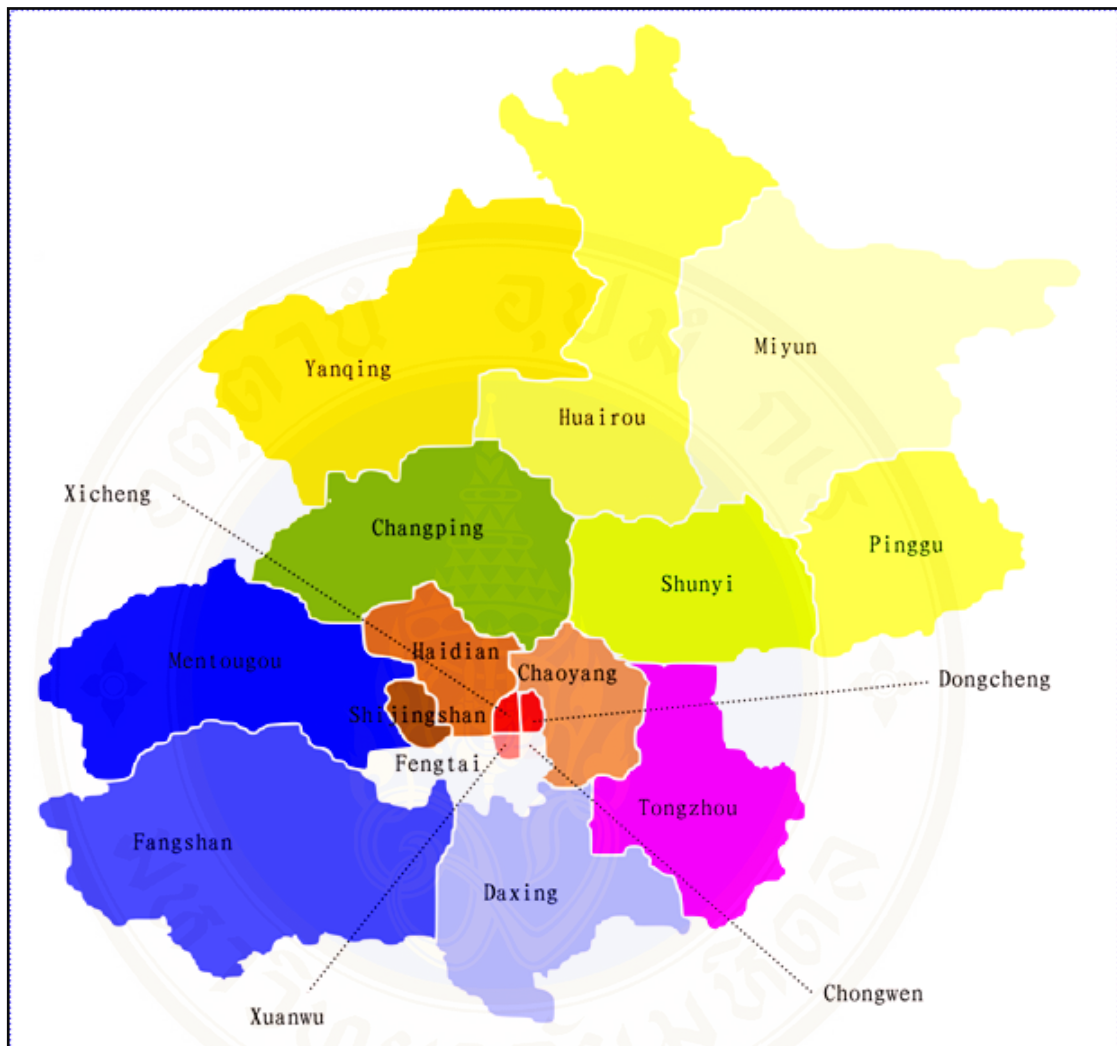 Miyun
Yanqing
Huairou
Xicheng
Changping
Pinggu
Shunyi
Haidian
Mentougou
Chaoyang
Dongcheng
Shijingshan
Fengtai
Tongzhou
Fangshan
Daxing
Chongwen
Xuanwu